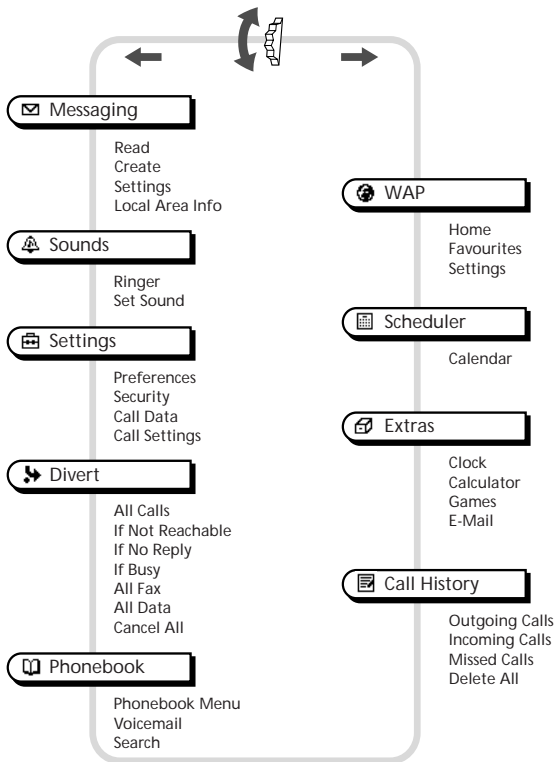 Messaging
Read
Create
Settings
Local Area Info
Sounds
Ringer
Set Sound
Settings
Preferences
Security
Call Data
Call Settings
Divert
All Calls
If Not Reachable
If No Reply
If Busy
All Fax
All Data
Cancel All
Phonebook
Phonebook Menu
Voicemail
Search
WAP
Home
Favourites
Settings
Scheduler
Calendar
Extras
Clock
Calculator
Games
E-Mail
Call History
Outgoing Calls
Incoming Calls
Missed Calls
Delete All